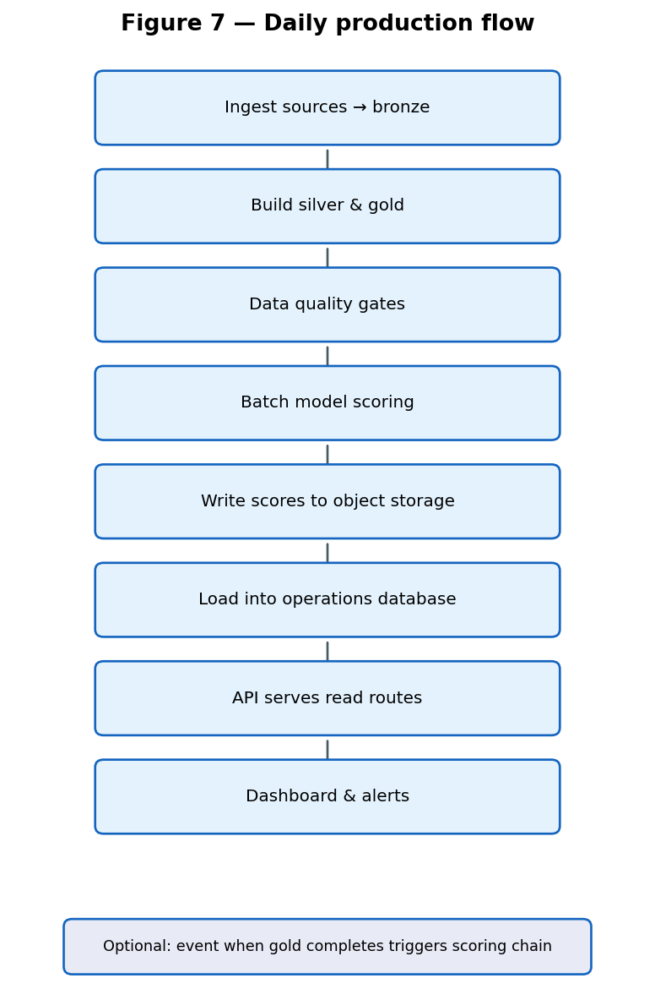 Figure 7 — Daily production flow
Ingest sources → bronze
Build silver & gold
Data quality gates
Batch model scoring
Write scores to object storage
Load into operations database
API serves read routes
Dashboard & alerts
Optional: event when gold completes triggers scoring chain